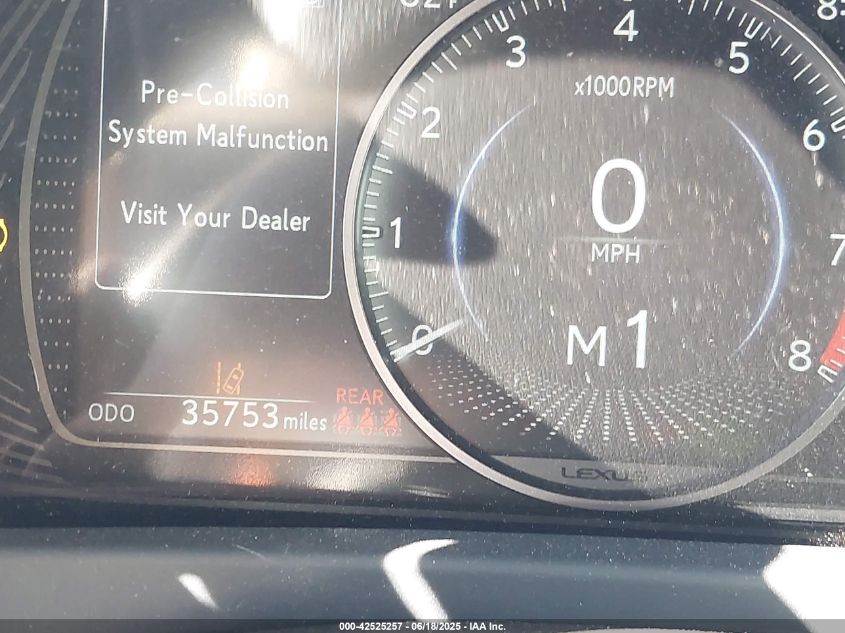 Pre-Collision
System Malfunction
Visit Your Dealer
ODO 35753 miles
REAR
0
1
2
3
4
5
6
7
8
x1000RPM
0
MPH
M 1
000-42525257 - 06/18/2025 - IAA Inc.